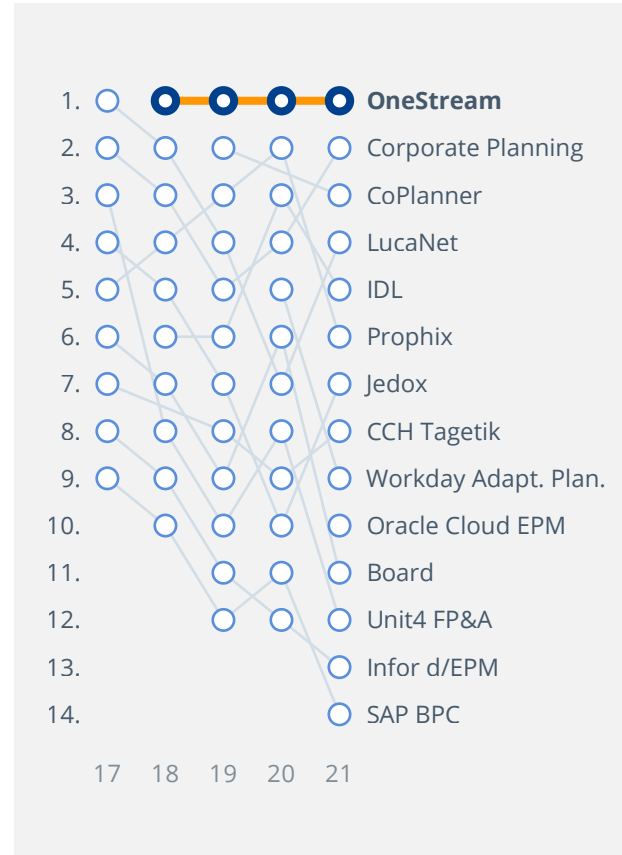 1. OneStream
2. Corporate Planning
3. CoPlanner
4. LucaNet
5. IDL
6. Prophix
7. Jedox
8. CCH Tagetik
9. Workday Adapt. Plan.
10. Oracle Cloud EPM
11. Board
12. Unit4 FP&A
13. Infor d/EPM
14. SAP BPC
17 18 19 20 21